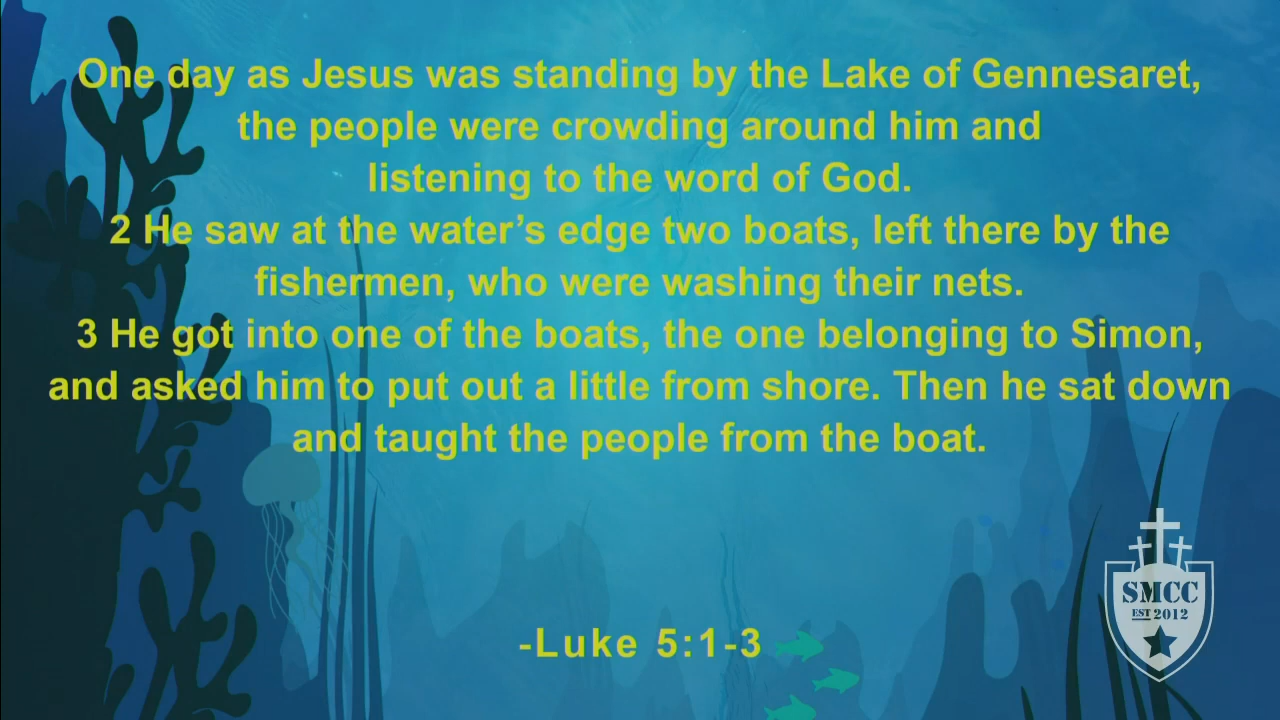 One day as Jesus was standing by the Lake of Gennesaret,
the people were crowding around him and
listening to the word of God.
2 He saw at the water’s edge two boats, left there by the
fishermen, who were washing their nets.
3 He got into one of the boats, the one belonging to Simon,
and asked him to put out a little from shore. Then he sat down
and taught the people from the boat.
-Luke 5:1-3
SMCC
EST 2012